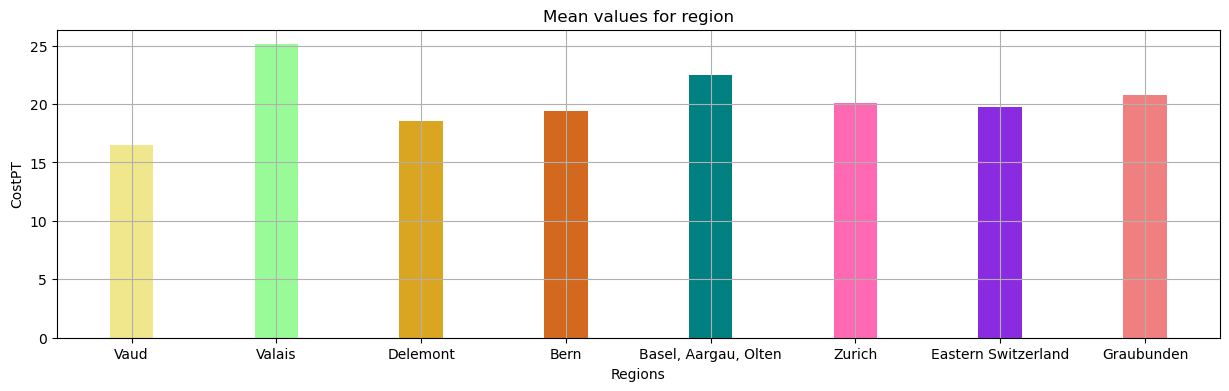 Mean values for region
CostPT
25
20
15
10
5
0
Vaud Valais Delemont Bern Basel, Aargau, Olten Zurich Eastern Switzerland Graubunden
Regions